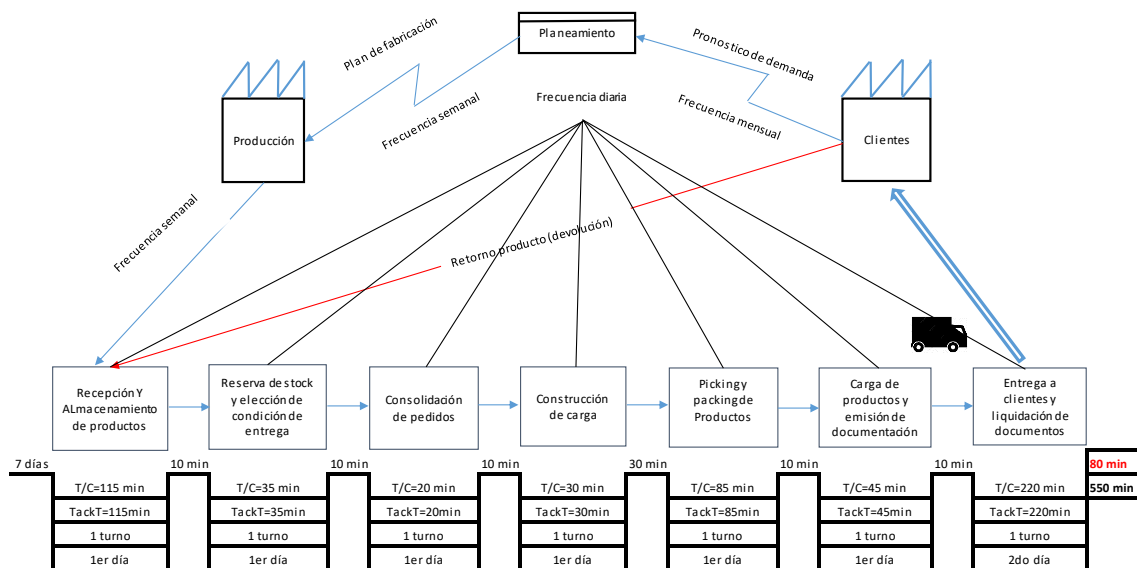 Planeamiento
Plan de fabricación
Pronostico de demanda
Frecuencia diaria
Frecuencia semanal
Frecuencia mensual
Producción
Clientes
Frecuencia semanal
Retorno producto (devolución)
Recepción Y
ALmacenamiento
de productos
Reserva de stock
y elección de
condición de
entrega
Consolidación
de pedidos
Construcción
de carga
Picking y
packing de
Productos
Carga de
productos y
emisión de
documentación
Entrega a
clientes y
liquidación de
documentos
7 días 10 min 10 min 10 min 30 min 10 min 10 min 80 min
T/C=115 min T/C=35 min T/C=20 min T/C=30 min T/C=85 min T/C=45 min T/C=220 min 550 min
TackT=115min TackT=35min TackT=20min TackT=30min TackT=85min TackT=45min TackT=220min
1 turno 1 turno 1 turno 1 turno 1 turno 1 turno 1 turno
1er día 1er día 1er día 1er día 1er día 1er día 2do día